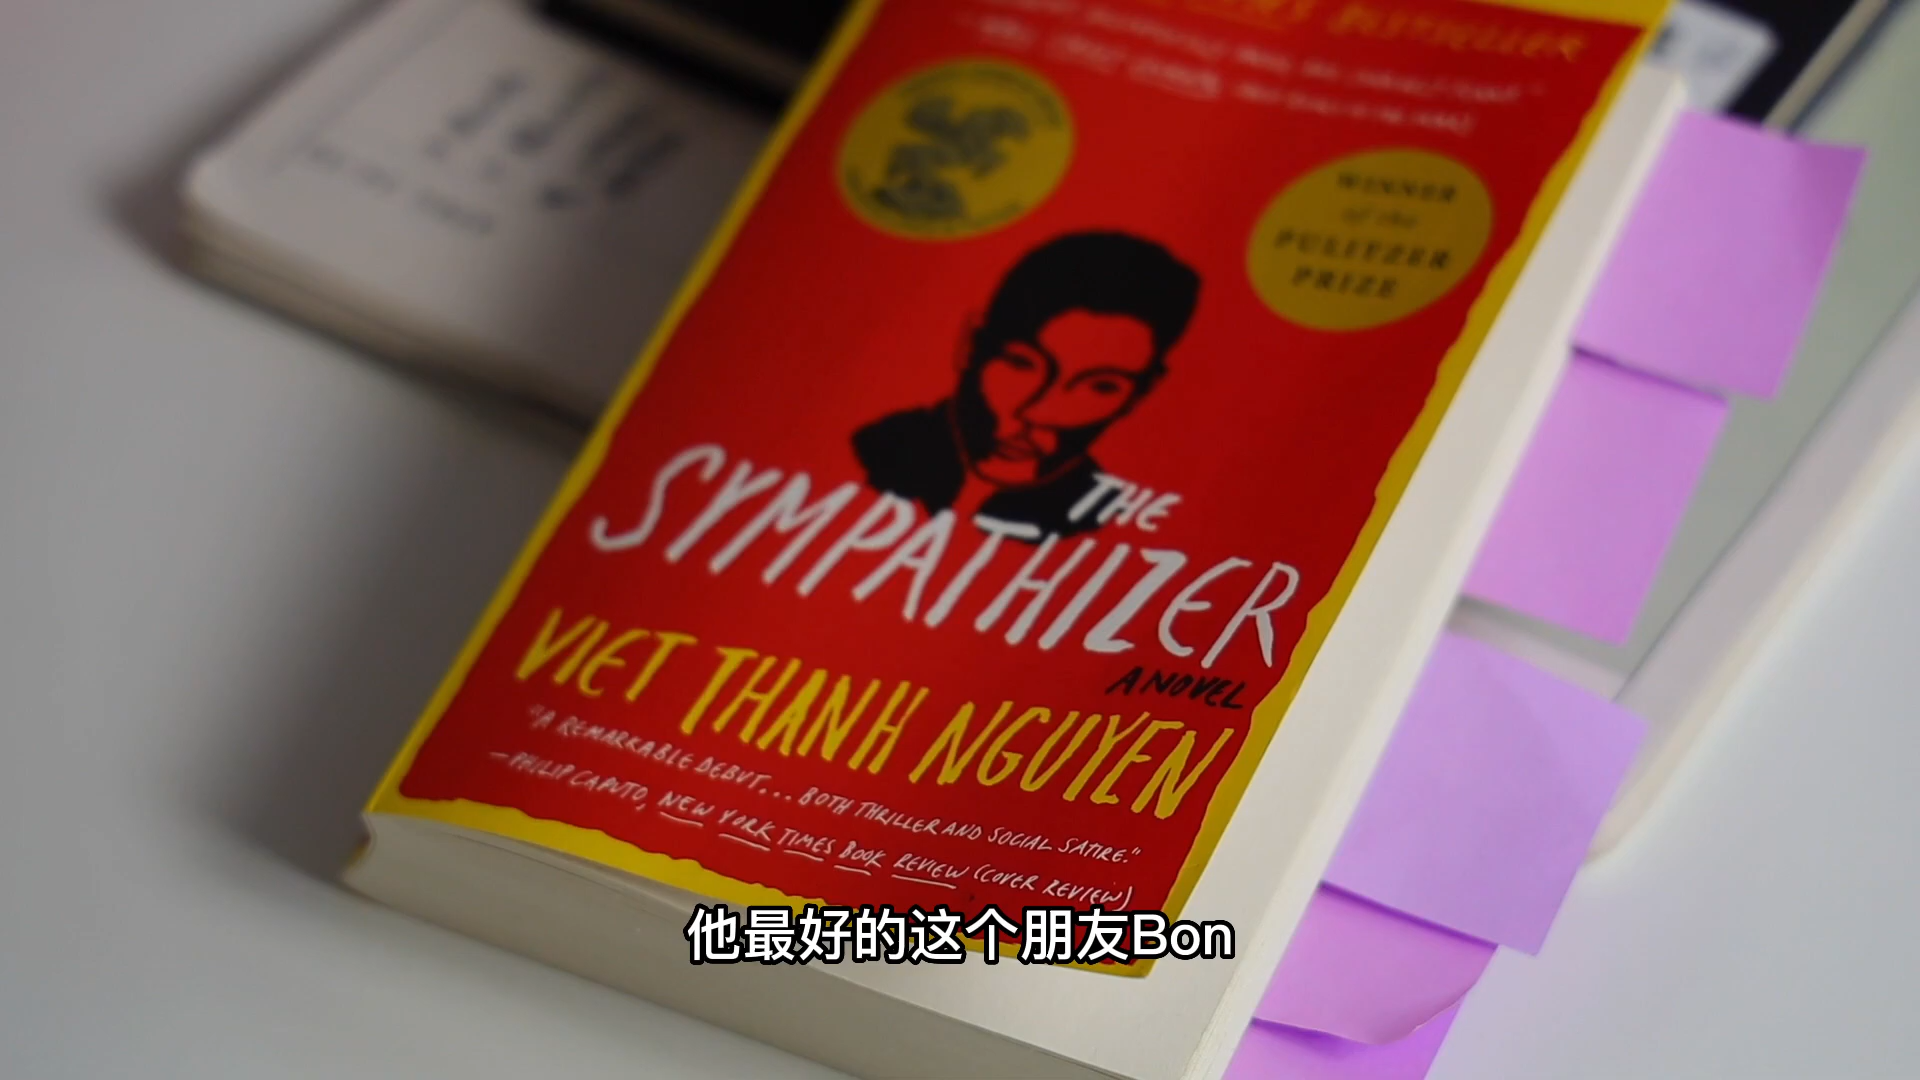 BESTSELLER
WINNER
of the
PULITZER
PRIZE
THE
SYMPATHIZER
A NOVEL
VIET THANH NGUYEN
"A REMARKABLE DEBUT... BOTH THRILLER AND SOCIAL SATIRE."
—PHILIP CAPUTO, NEW YORK TIMES BOOK REVIEW (COVER REVIEW)
他最好的这个朋友Bon